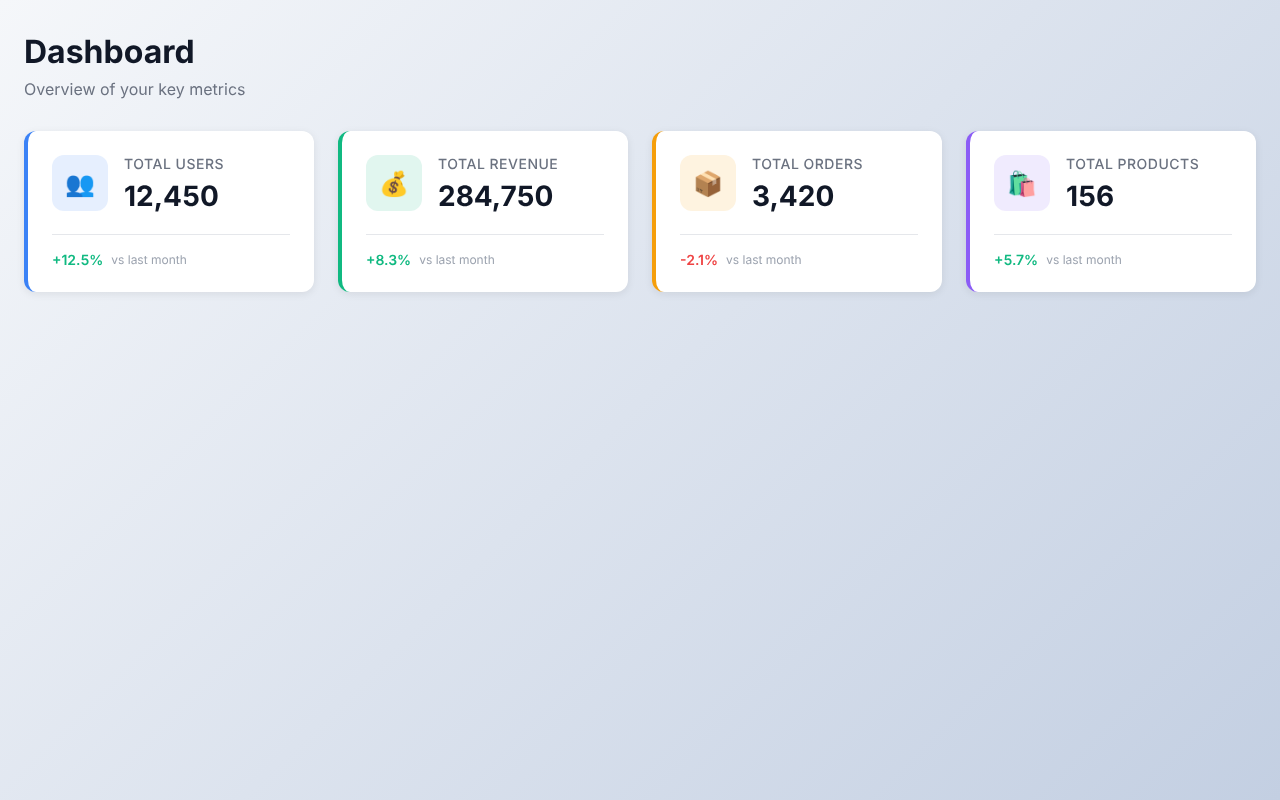 Dashboard
Overview of your key metrics
TOTAL USERS
12,450
+12.5% vs last month
TOTAL REVENUE
284,750
+8.3% vs last month
TOTAL ORDERS
3,420
-2.1% vs last month
TOTAL PRODUCTS
156
+5.7% vs last month